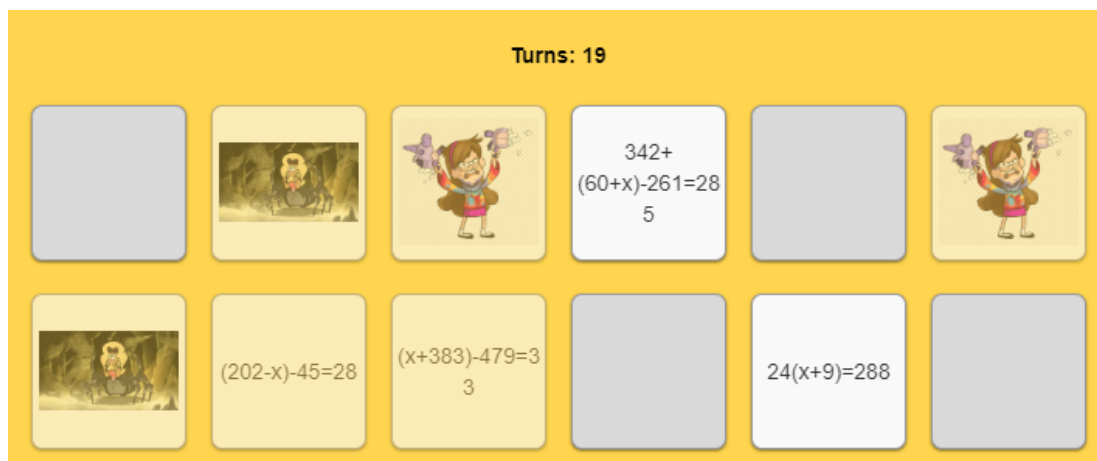 Turns: 19
342+
(60+x)-261=28
5
(202-x)-45=28
(x+383)-479=3
3
24(x+9)=288